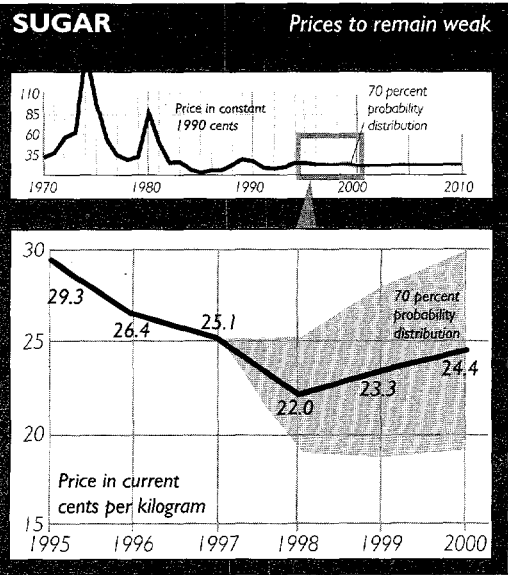 SUGAR
Prices to remain weak
110
85
60
35
Price in constant
1990 cents
70 percent
probability
distribution
1970
1980
1990
2000
2010
30
25
20
15
29.3
26.4
25.1
22.0
23.3
24.4
70 percent
probability
distribution
Price in current
cents per kilogram
1995
1996
1997
1998
1999
2000